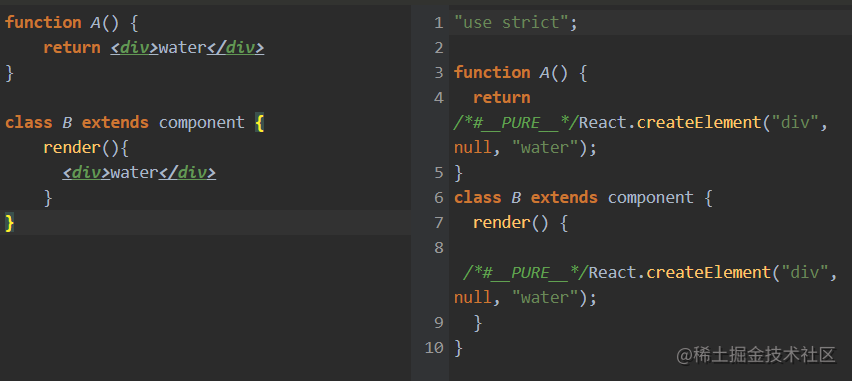 function A() {
    return <div>water</div>
}

class B extends component {
    render(){
      <div>water</div>
    }
}
1 "use strict";
2
3 function A() {
4   return
/*#__PURE__*/React.createElement("div",
null, "water");
5 }
6 class B extends component {
7   render() {
8
 /*#__PURE__*/React.createElement("div",
null, "water");
9   }
10 }
@稀土掘金技术社区